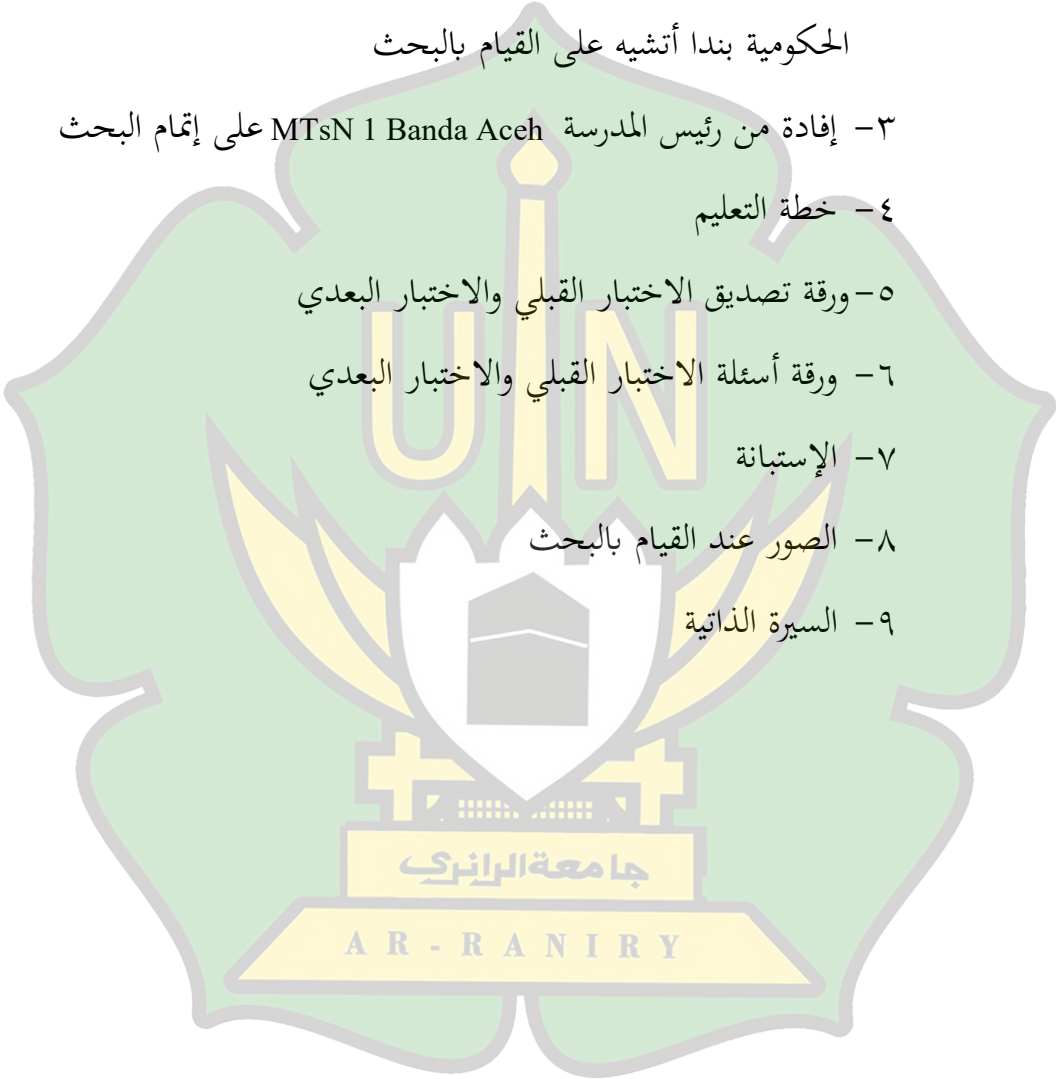 الحكومية بندا أتشيه على القيام بالبحث
٣- إفادة من رئيس المدرسة MTsN 1 Banda Aceh على إتمام البحث
٤- خطة التعليم
٥-ورقة تصديق الاختبار القبلي والاختبار البعدي
٦- ورقة أسئلة الاختبار القبلي والاختبار البعدي
٧- الإستبانة
٨- الصور عند القيام بالبحث
٩- السيرة الذاتية
UIN
جامعةالرانري
AR-RANIRY